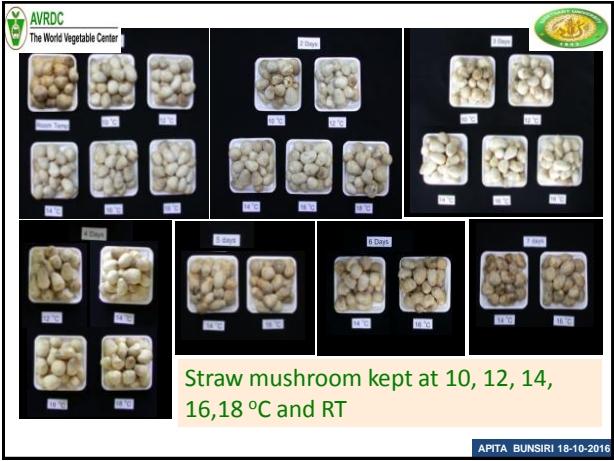 AVRDC
The World Vegetable Center
2 Days
3 Days
Room Temp
10 °C
12 °C
10 °C
12 °C
10 °C
12 °C
14 °C
16 °C
18 °C
14 °C
16 °C
18 °C
14 °C
16 °C
18 °C
4 Days
5 days
6 Days
7 days
12 °C
14 °C
14 °C
16 °C
14 °C
16 °C
14 °C
16 °C
16 °C
18 °C
Straw mushroom kept at 10, 12, 14,
16,18 °C and RT
APITA BUNSIRI 18-10-2016